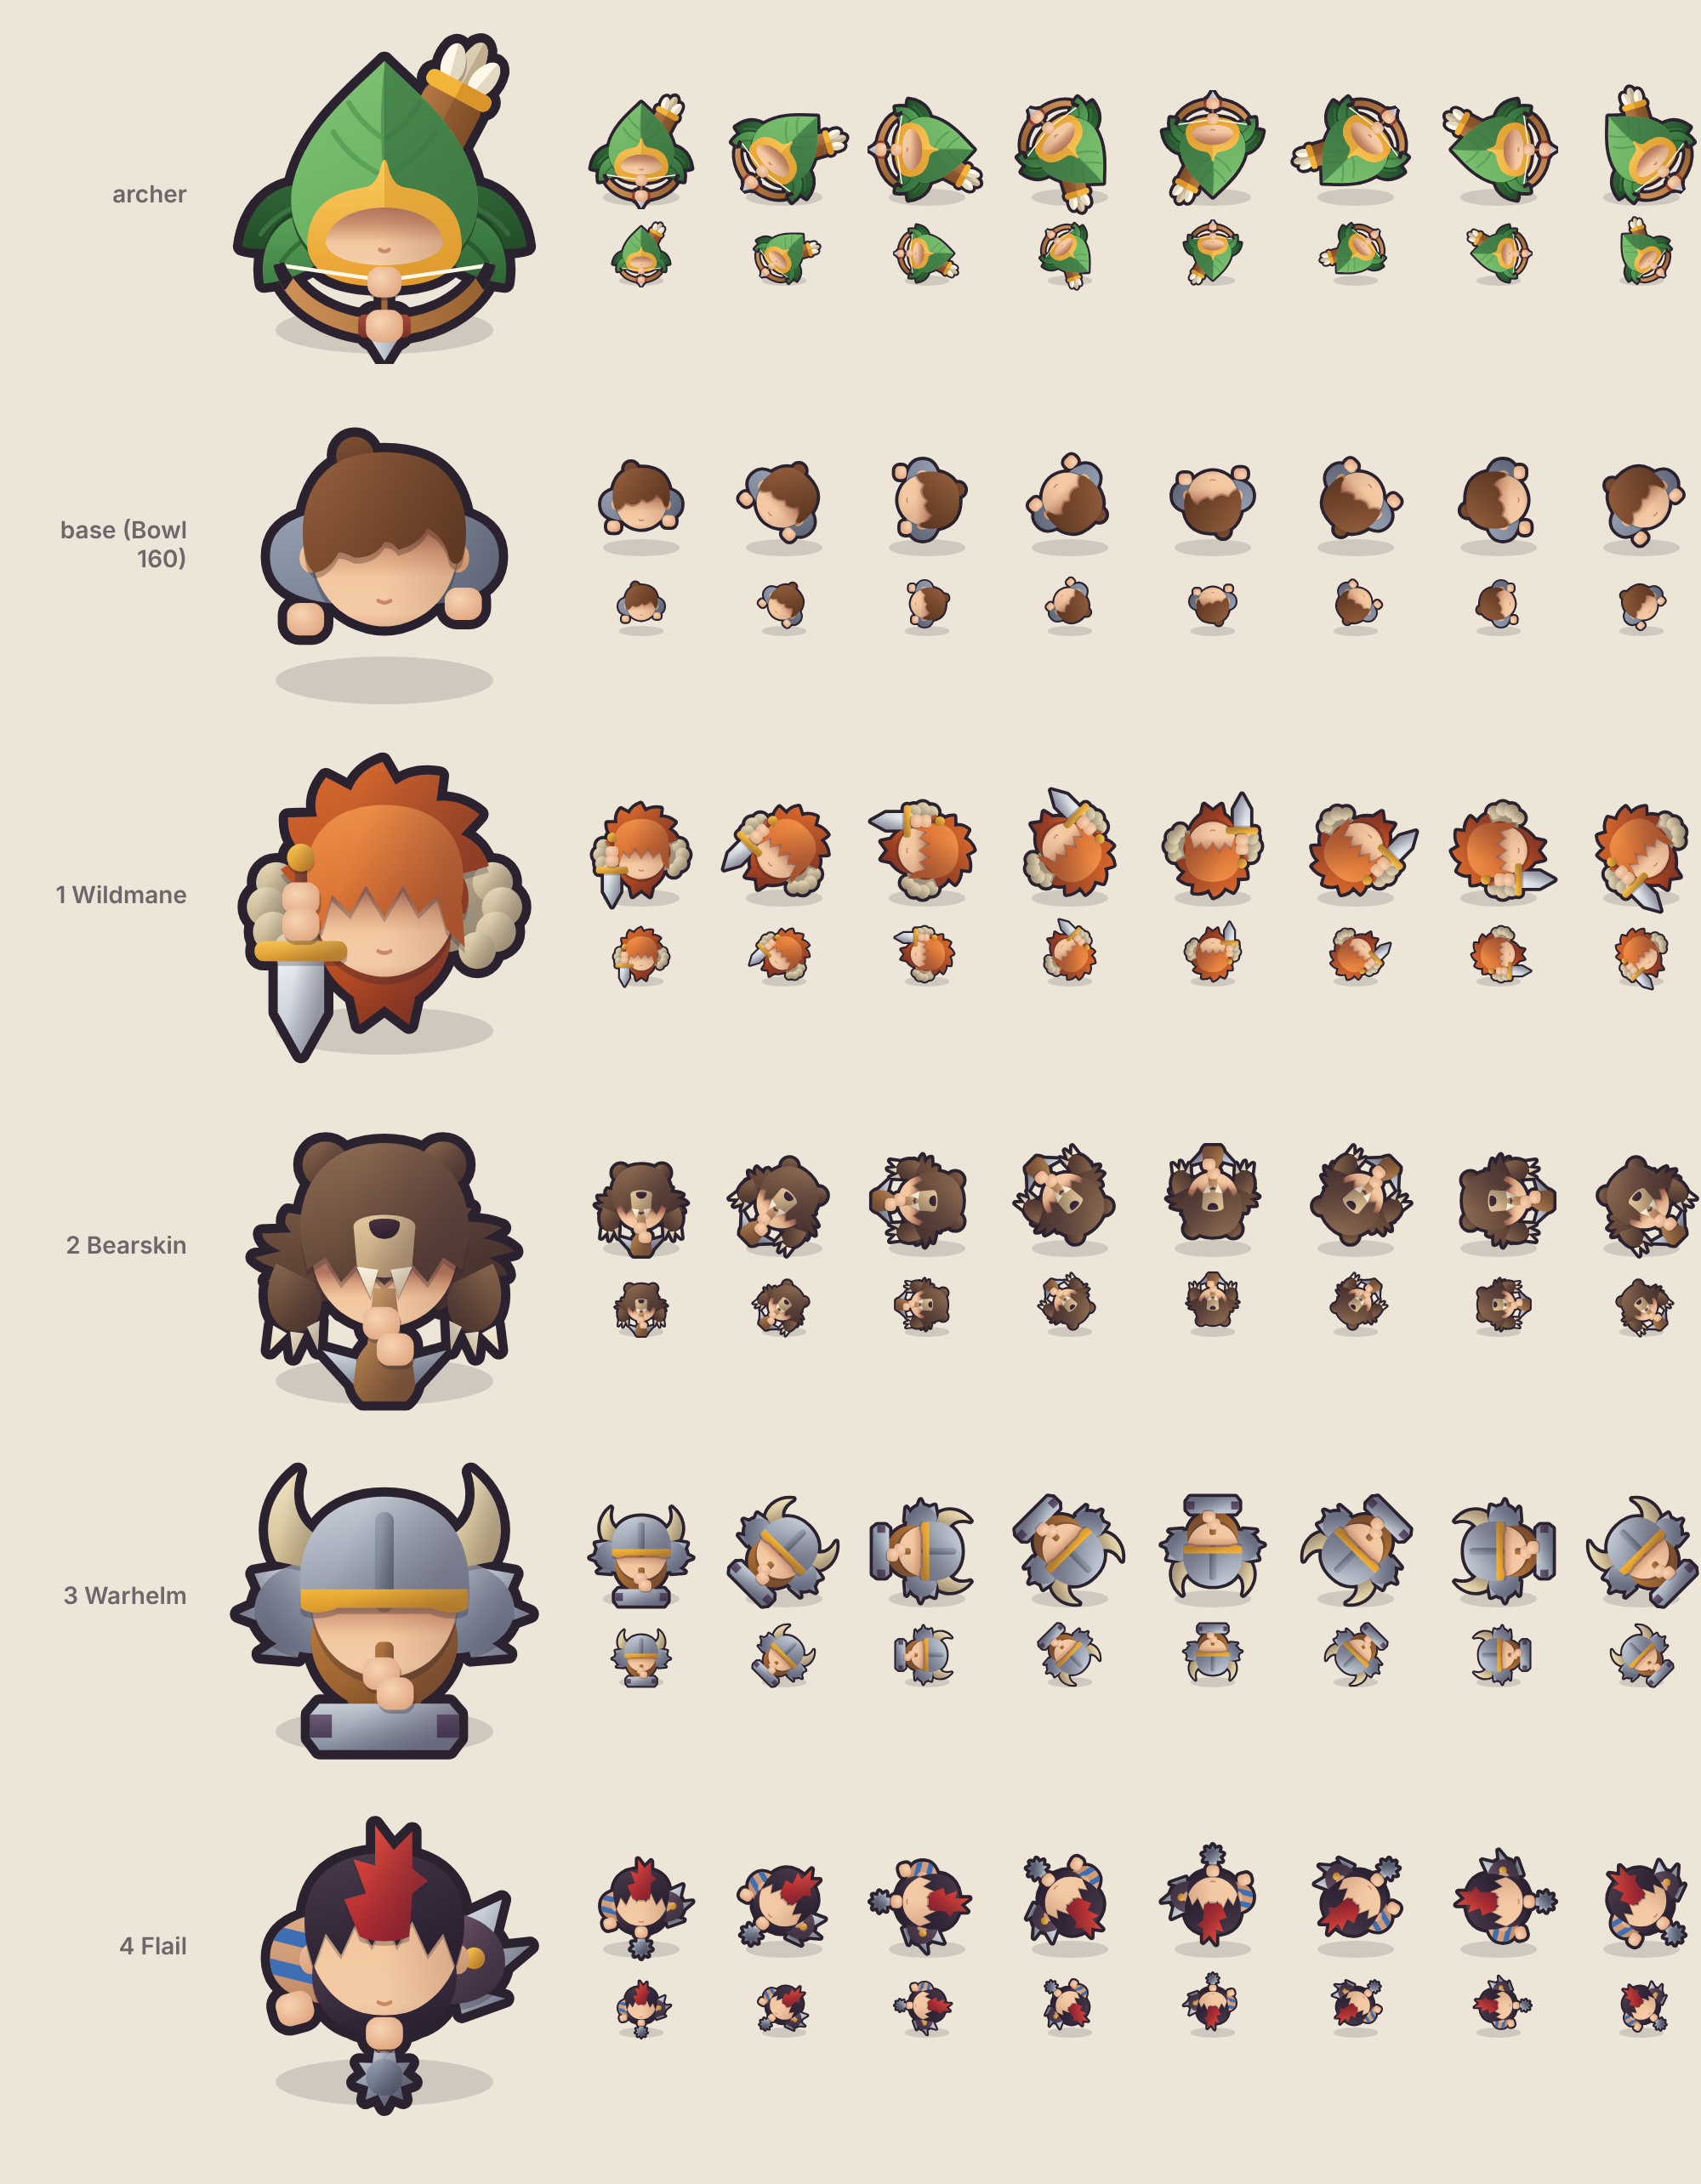 archer
base (Bowl
160)
1 Wildmane
2 Bearskin
3 Warhelm
4 Flail